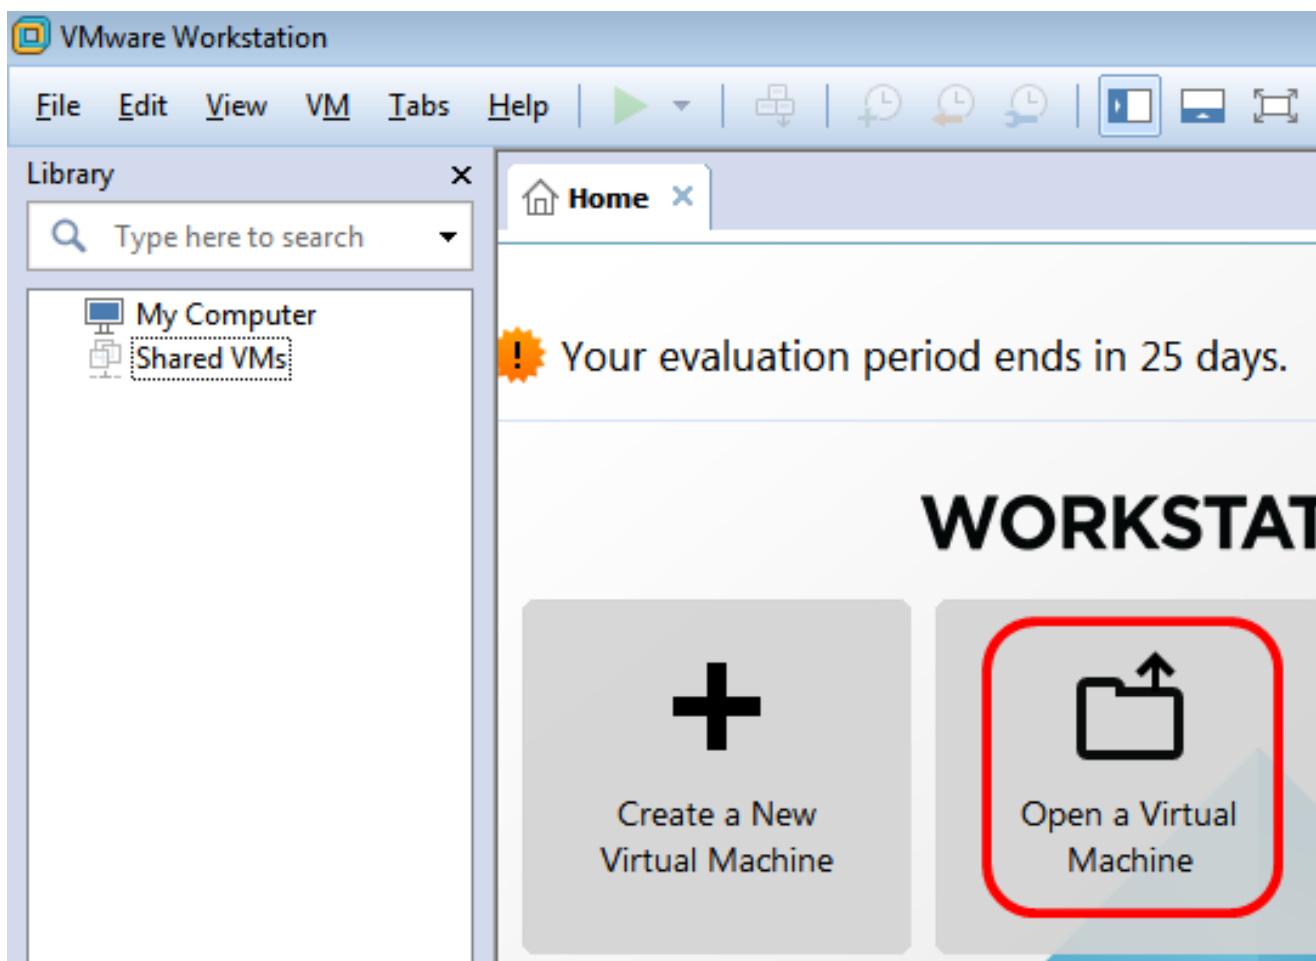 VMware Workstation
File Edit View VM Tabs Help
Library
Home
Type here to search
My Computer
Shared VMs
! Your evaluation period ends in 25 days.
WORKSTAT
Create a New
Virtual Machine
Open a Virtual
Machine